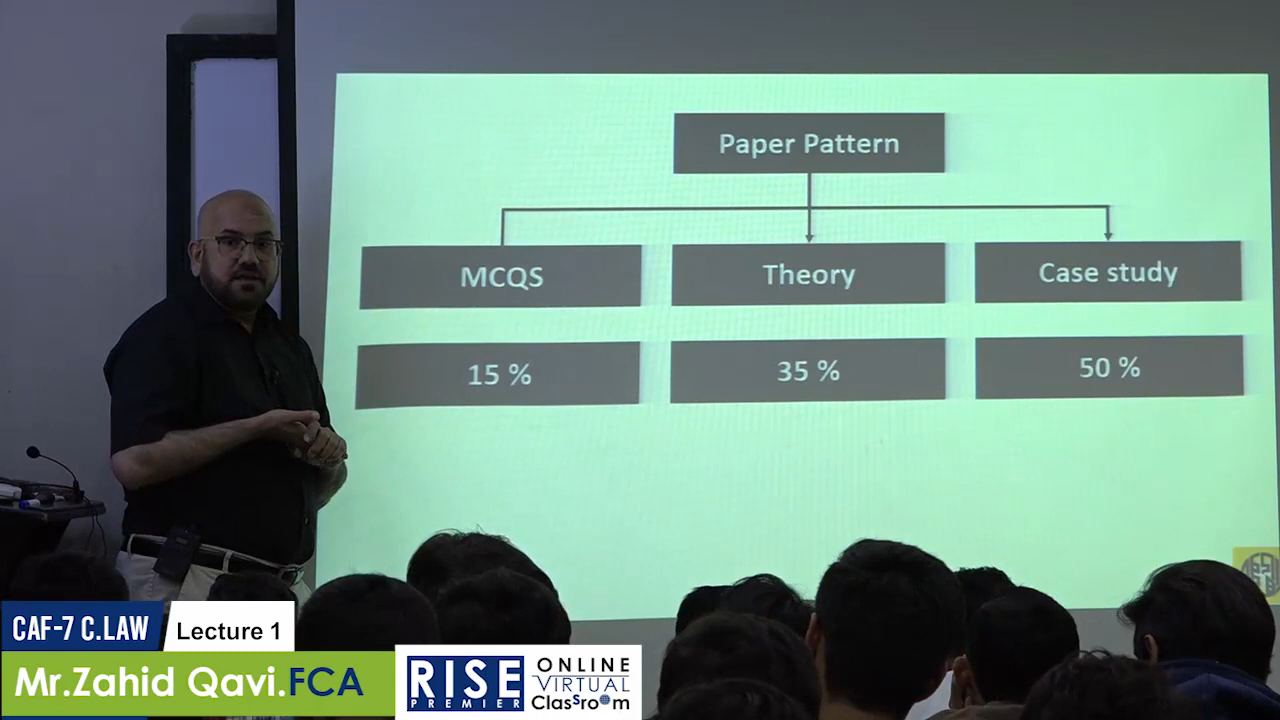 Paper Pattern
MCQS
Theory
Case study
15 %
35 %
50 %
CAF-7 C.LAW
Lecture 1
Mr.Zahid Qavi.FCA
RISE
PREMIER
ONLINE
VIRTUAL
ClasSroom